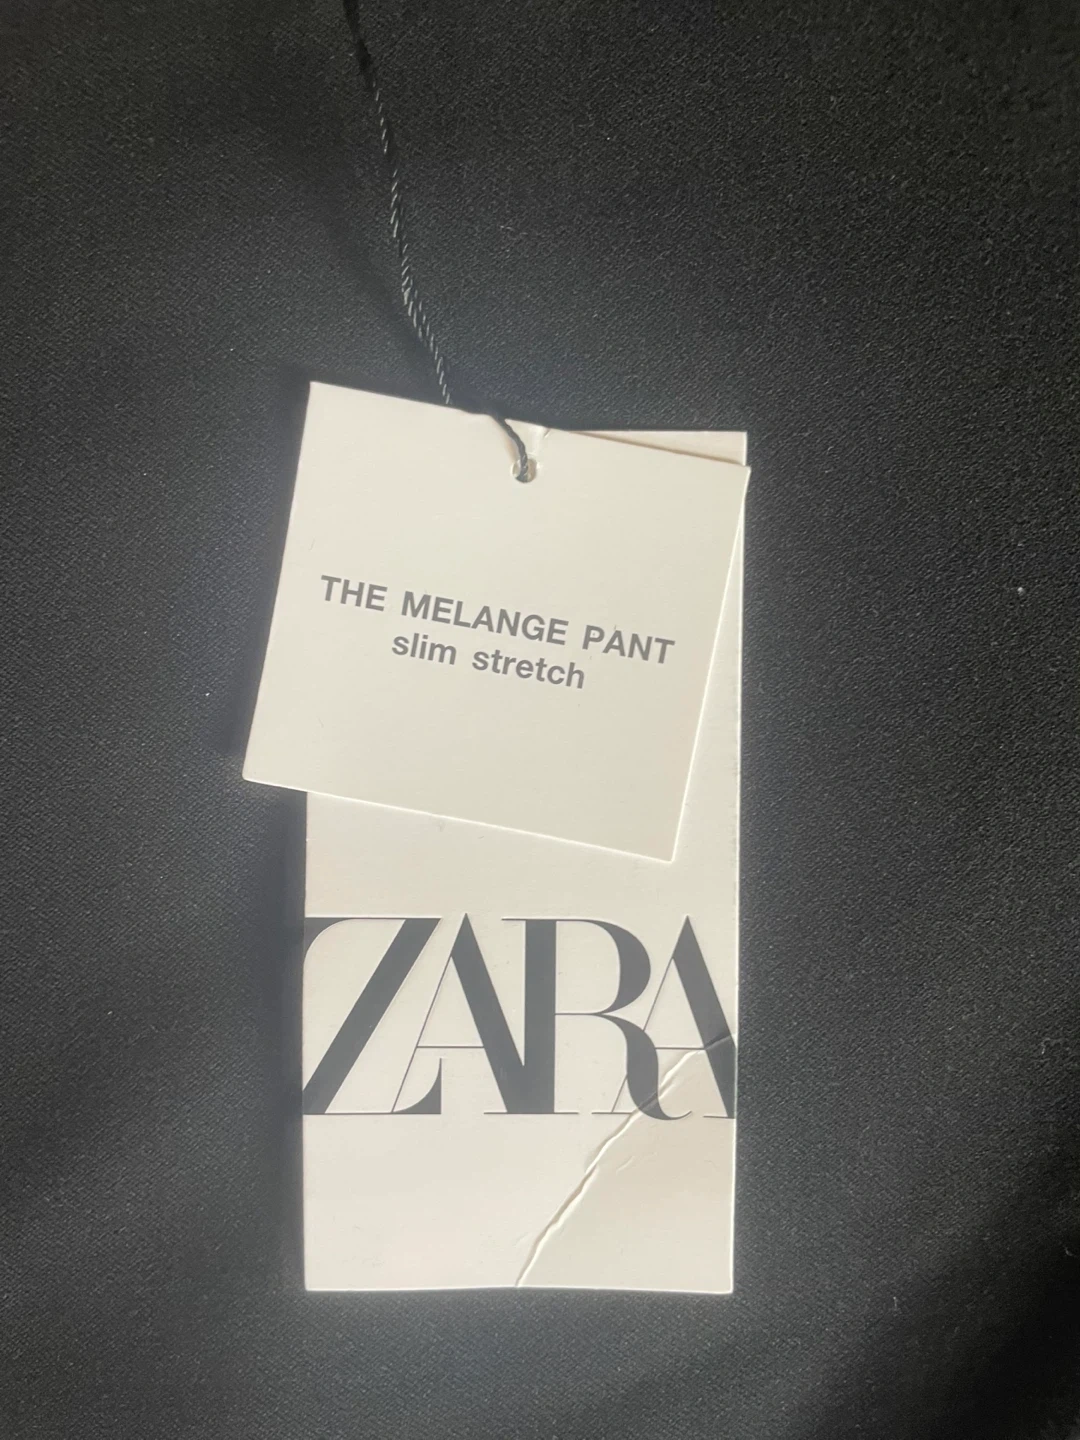 THE MELANGE PANT
slim stretch
ZARA